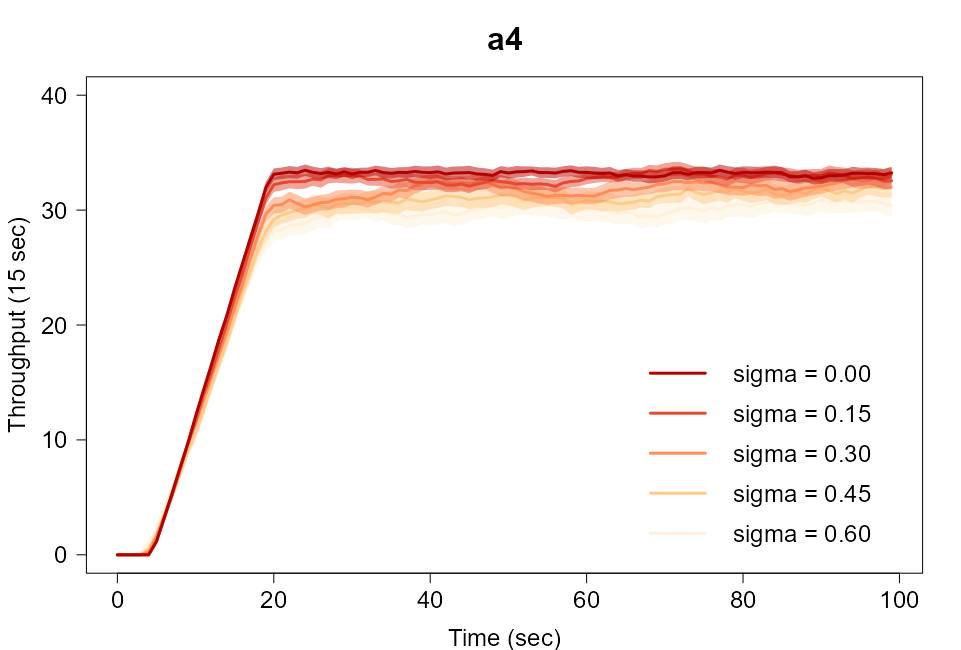 a4
Throughput (15 sec)
40
30
20
10
0
sigma = 0.00
sigma = 0.15
sigma = 0.30
sigma = 0.45
sigma = 0.60
0 20 40 60 80 100
Time (sec)